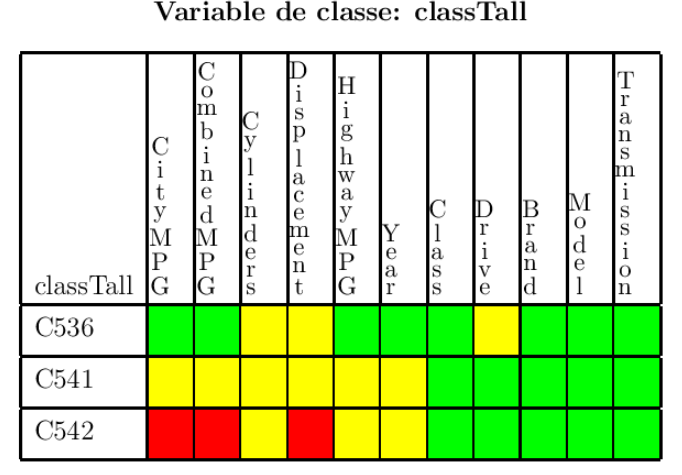 Variable de classe: classTall
classTall CityMPG CombinedMPG Cylinders Displacement HighwayMPG Year Class Drive Brand Model Transmission
C536
C541
C542